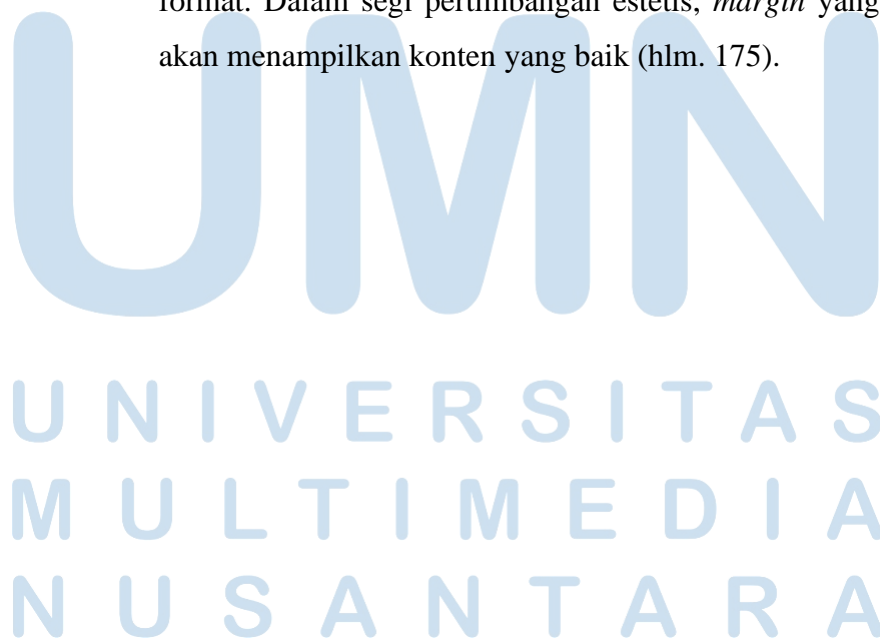 format. Dalam segi pertimbangan estetis, margin yang
akan menampilkan konten yang baik (hlm. 175).
UMN
UNIVERSITAS
MULTIMEDIA
NUSANTARA